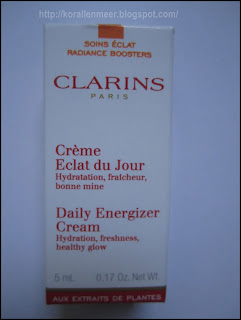 http://korallenmeer.blogspot.com/
SOINS ÉCLAT
RADIANCE BOOSTERS
CLARINS
PARIS
Crème
Eclat du Jour
Hydratation, fraîcheur,
bonne mine
Daily Energizer
Cream
Hydration, freshness,
healthy glow
5 mL 0.17 Oz. Net Wt.
AUX EXTRAITS DE PLANTES